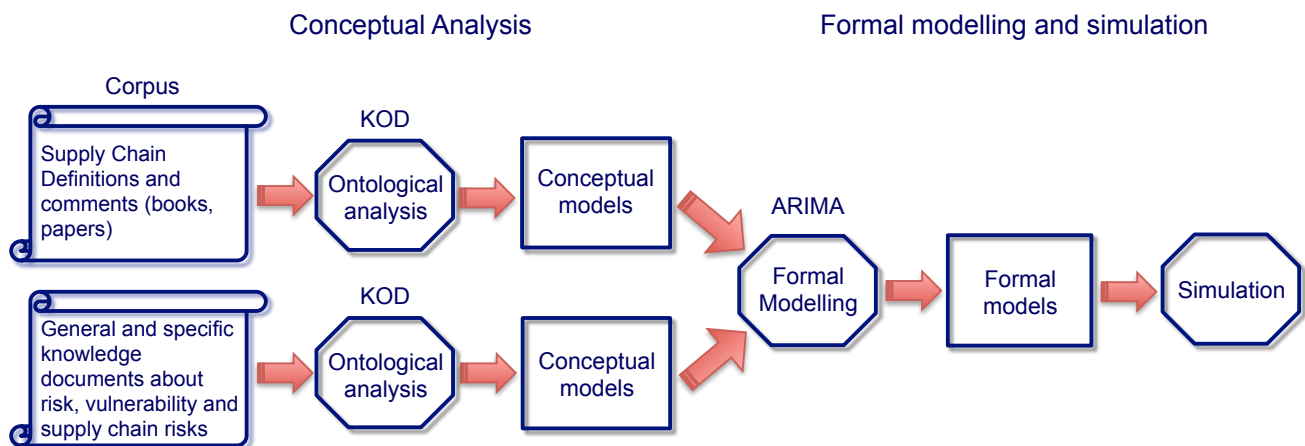 Conceptual Analysis
Formal modelling and simulation
Corpus
Supply Chain
Definitions and
comments (books,
papers)
KOD
Ontological
analysis
Conceptual
models
General and specific
knowledge
documents about
risk, vulnerability and
supply chain risks
KOD
Ontological
analysis
Conceptual
models
ARIMA
Formal
Modelling
Formal
models
Simulation